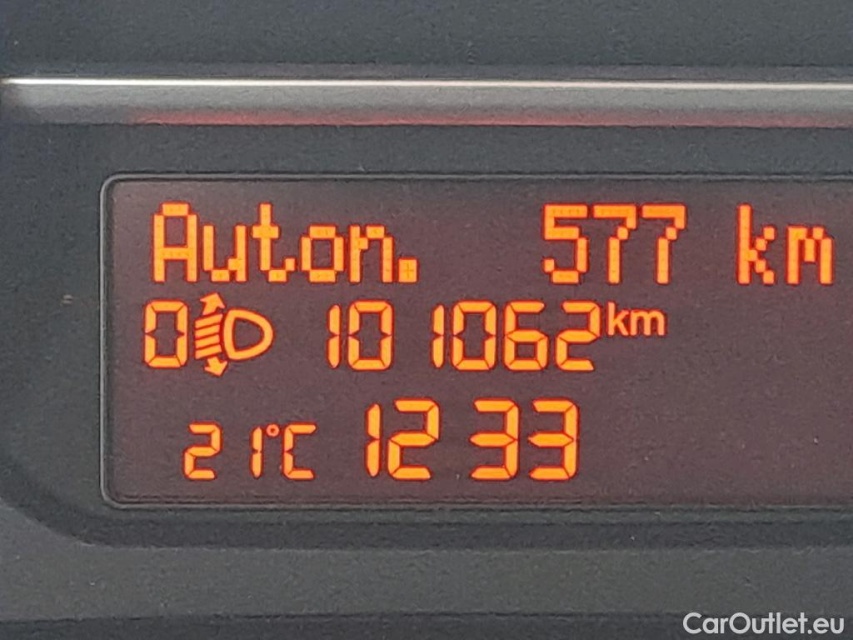 Auton. 577 km
0 101062 km
21°C 12 33
CarOutlet.eu